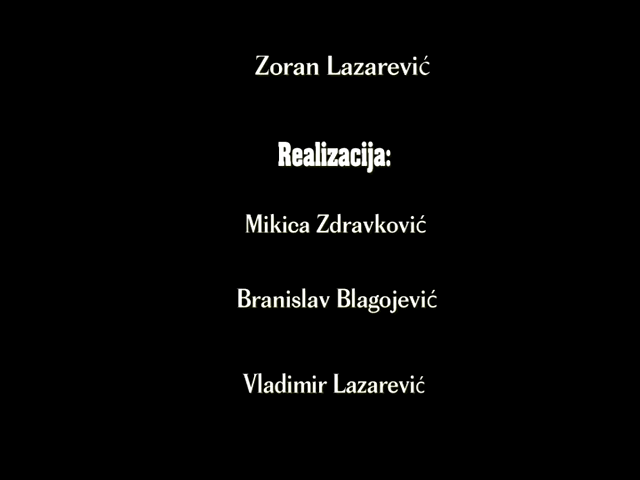 Zoran Lazarević
Realizacija:
Mikica Zdravković
Branislav Blagojević
Vladimir Lazarević